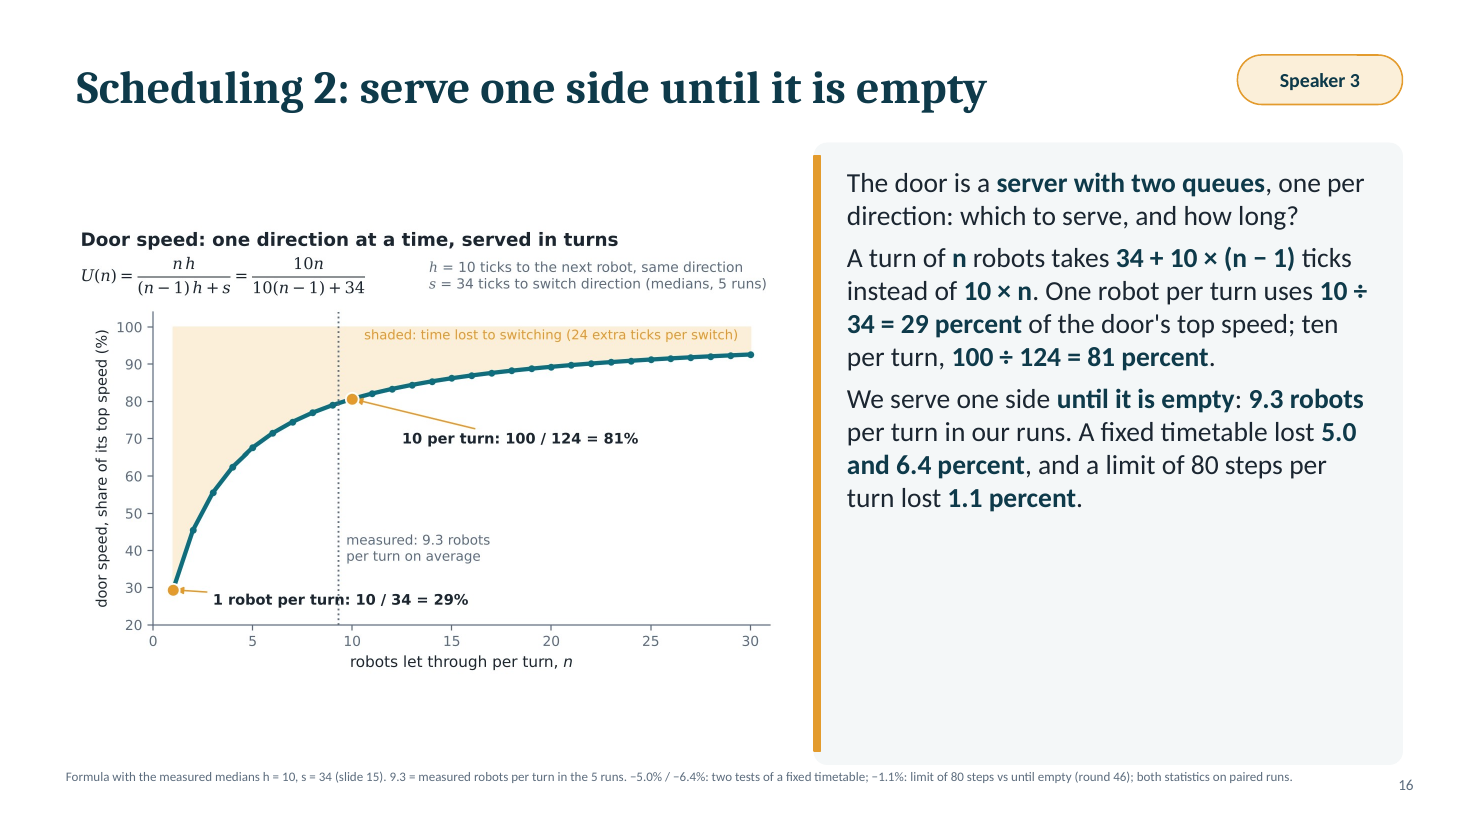 Scheduling 2: serve one side until it is empty
Speaker 3
Door speed: one direction at a time, served in turns
U(n) = n h / ((n − 1) h + s) = 10n / (10(n − 1) + 34)
h = 10 ticks to the next robot, same direction
s = 34 ticks to switch direction (medians, 5 runs)
shaded: time lost to switching (24 extra ticks per switch)
door speed, share of its top speed (%)
100
90
80
70
60
50
40
30
20
10 per turn: 100 / 124 = 81%
measured: 9.3 robots
per turn on average
1 robot per turn: 10 / 34 = 29%
0 5 10 15 20 25 30
robots let through per turn, n
The door is a server with two queues, one per
direction: which to serve, and how long?
A turn of n robots takes 34 + 10 × (n − 1) ticks
instead of 10 × n. One robot per turn uses 10 ÷
34 = 29 percent of the door's top speed; ten
per turn, 100 ÷ 124 = 81 percent.
We serve one side until it is empty: 9.3 robots
per turn in our runs. A fixed timetable lost 5.0
and 6.4 percent, and a limit of 80 steps per
turn lost 1.1 percent.
Formula with the measured medians h = 10, s = 34 (slide 15). 9.3 = measured robots per turn in the 5 runs. −5.0% / −6.4%: two tests of a fixed timetable; −1.1%: limit of 80 steps vs until empty (round 46); both statistics on paired runs.
16